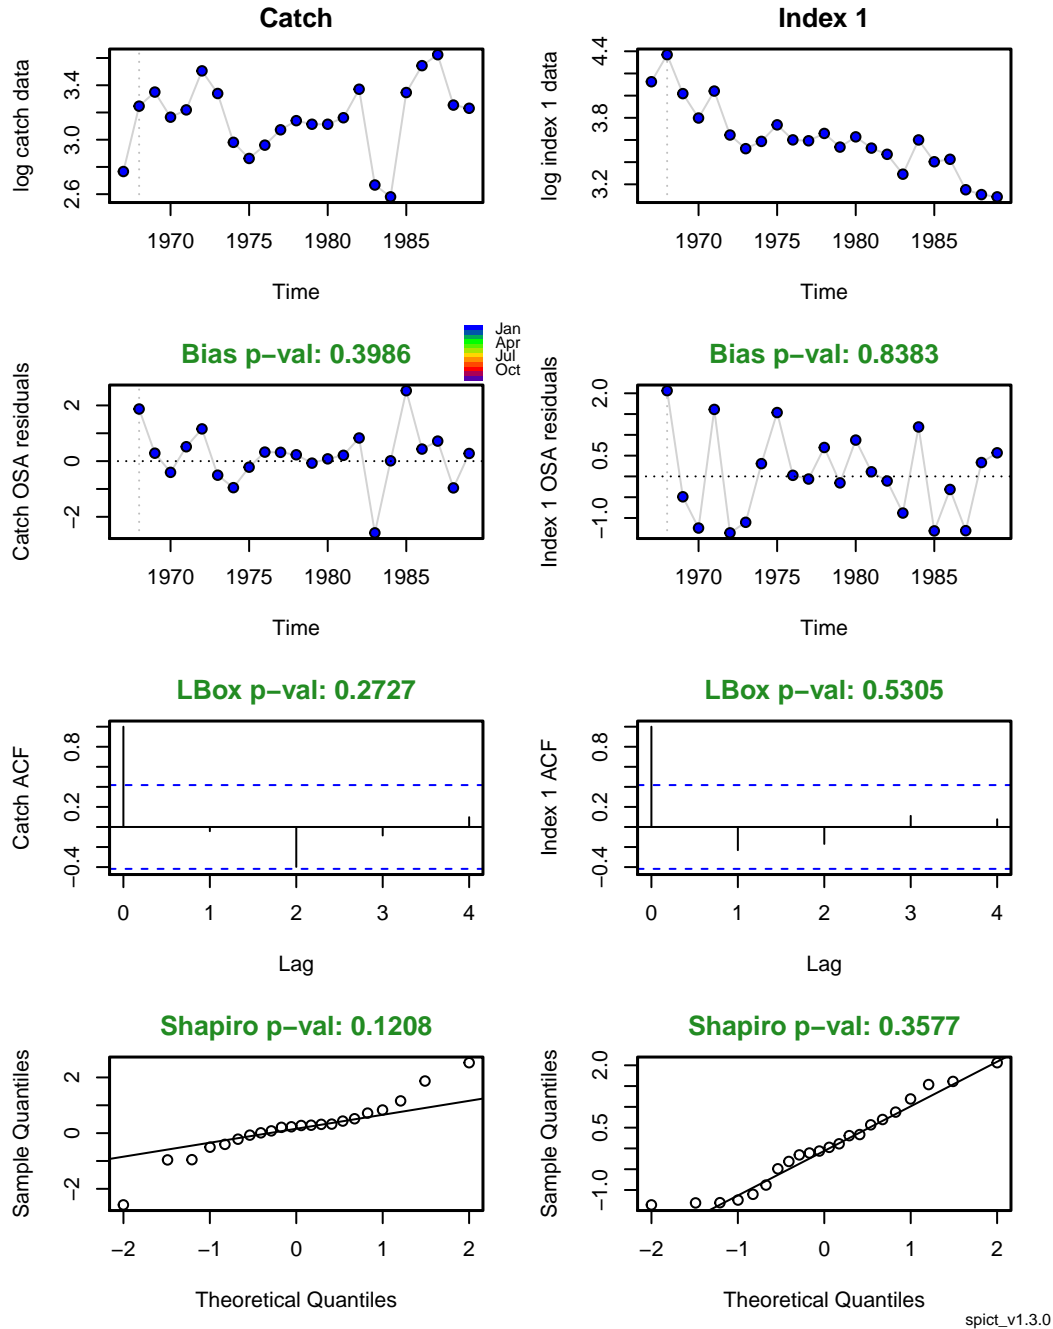 Catch
log catch data
2.6 3.0 3.4
1970 1975 1980 1985
Time
Index 1
log index 1 data
3.2 3.8 4.4
1970 1975 1980 1985
Time
Jan
Apr
Jul
Oct
Bias p−val: 0.3986
Catch OSA residuals
−2 0 2
1970 1975 1980 1985
Time
Bias p−val: 0.8383
Index 1 OSA residuals
−1.0 0.5 2.0
1970 1975 1980 1985
Time
LBox p−val: 0.2727
Catch ACF
−0.4 0.2 0.8
0 1 2 3 4
Lag
LBox p−val: 0.5305
Index 1 ACF
−0.4 0.2 0.8
0 1 2 3 4
Lag
Shapiro p−val: 0.1208
Sample Quantiles
−2 0 2
−2 −1 0 1 2
Theoretical Quantiles
Shapiro p−val: 0.3577
Sample Quantiles
−1.0 0.5 2.0
−2 −1 0 1 2
Theoretical Quantiles
spict_v1.3.0